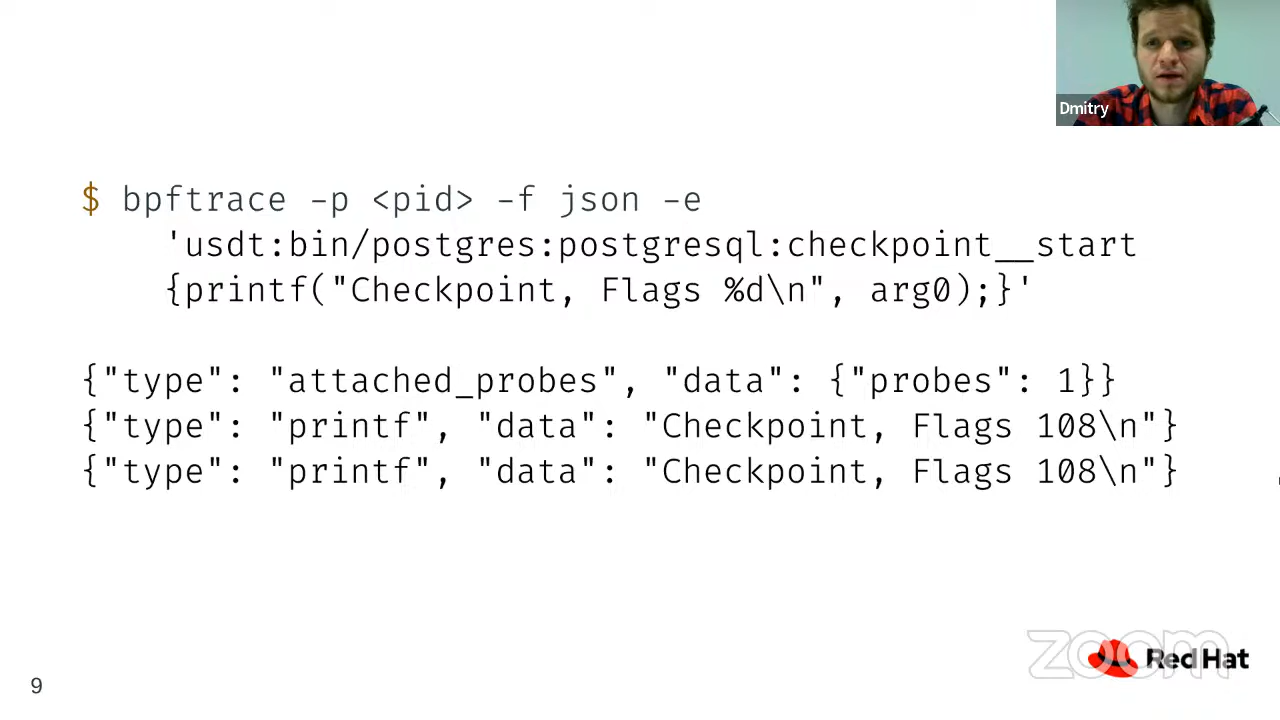 Dmitry
$ bpftrace -p <pid> -f json -e
'usdt:bin/postgres:postgresql:checkpoint__start
{printf("Checkpoint, Flags %d\n", arg0);}'
{"type": "attached_probes", "data": {"probes": 1}}
{"type": "printf", "data": "Checkpoint, Flags 108\n"}
{"type": "printf", "data": "Checkpoint, Flags 108\n"}
zoom
Red Hat
9